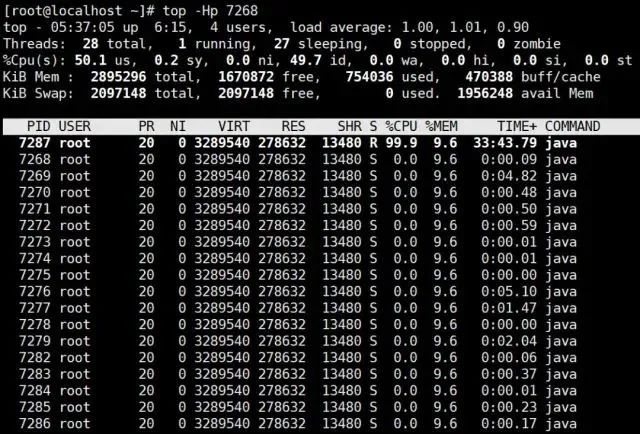 [root@localhost ~]# top -Hp 7268
top - 05:37:05 up  6:15,  4 users,  load average: 1.00, 1.01, 0.90
Threads:  28 total,   1 running,  27 sleeping,   0 stopped,   0 zombie
%Cpu(s): 50.1 us,  0.2 sy,  0.0 ni, 49.7 id,  0.0 wa,  0.0 hi,  0.0 si,  0.0 st
KiB Mem :  2895296 total,  1670872 free,   754036 used,   470388 buff/cache
KiB Swap:  2097148 total,  2097148 free,        0 used.  1956248 avail Mem
PID USER      PR  NI    VIRT    RES    SHR S %CPU %MEM     TIME+ COMMAND
7287 root      20   0 3289540 278632  13480 R 99.9  9.6  33:43.79 java
7268 root      20   0 3289540 278632  13480 S  0.0  9.6   0:00.09 java
7269 root      20   0 3289540 278632  13480 S  0.0  9.6   0:04.82 java
7270 root      20   0 3289540 278632  13480 S  0.0  9.6   0:00.48 java
7271 root      20   0 3289540 278632  13480 S  0.0  9.6   0:00.50 java
7272 root      20   0 3289540 278632  13480 S  0.0  9.6   0:00.59 java
7273 root      20   0 3289540 278632  13480 S  0.0  9.6   0:00.01 java
7274 root      20   0 3289540 278632  13480 S  0.0  9.6   0:00.01 java
7275 root      20   0 3289540 278632  13480 S  0.0  9.6   0:00.00 java
7276 root      20   0 3289540 278632  13480 S  0.0  9.6   0:05.10 java
7277 root      20   0 3289540 278632  13480 S  0.0  9.6   0:01.47 java
7278 root      20   0 3289540 278632  13480 S  0.0  9.6   0:00.00 java
7279 root      20   0 3289540 278632  13480 S  0.0  9.6   0:02.04 java
7282 root      20   0 3289540 278632  13480 S  0.0  9.6   0:00.06 java
7283 root      20   0 3289540 278632  13480 S  0.0  9.6   0:00.37 java
7284 root      20   0 3289540 278632  13480 S  0.0  9.6   0:00.01 java
7285 root      20   0 3289540 278632  13480 S  0.0  9.6   0:00.23 java
7286 root      20   0 3289540 278632  13480 S  0.0  9.6   0:00.17 java